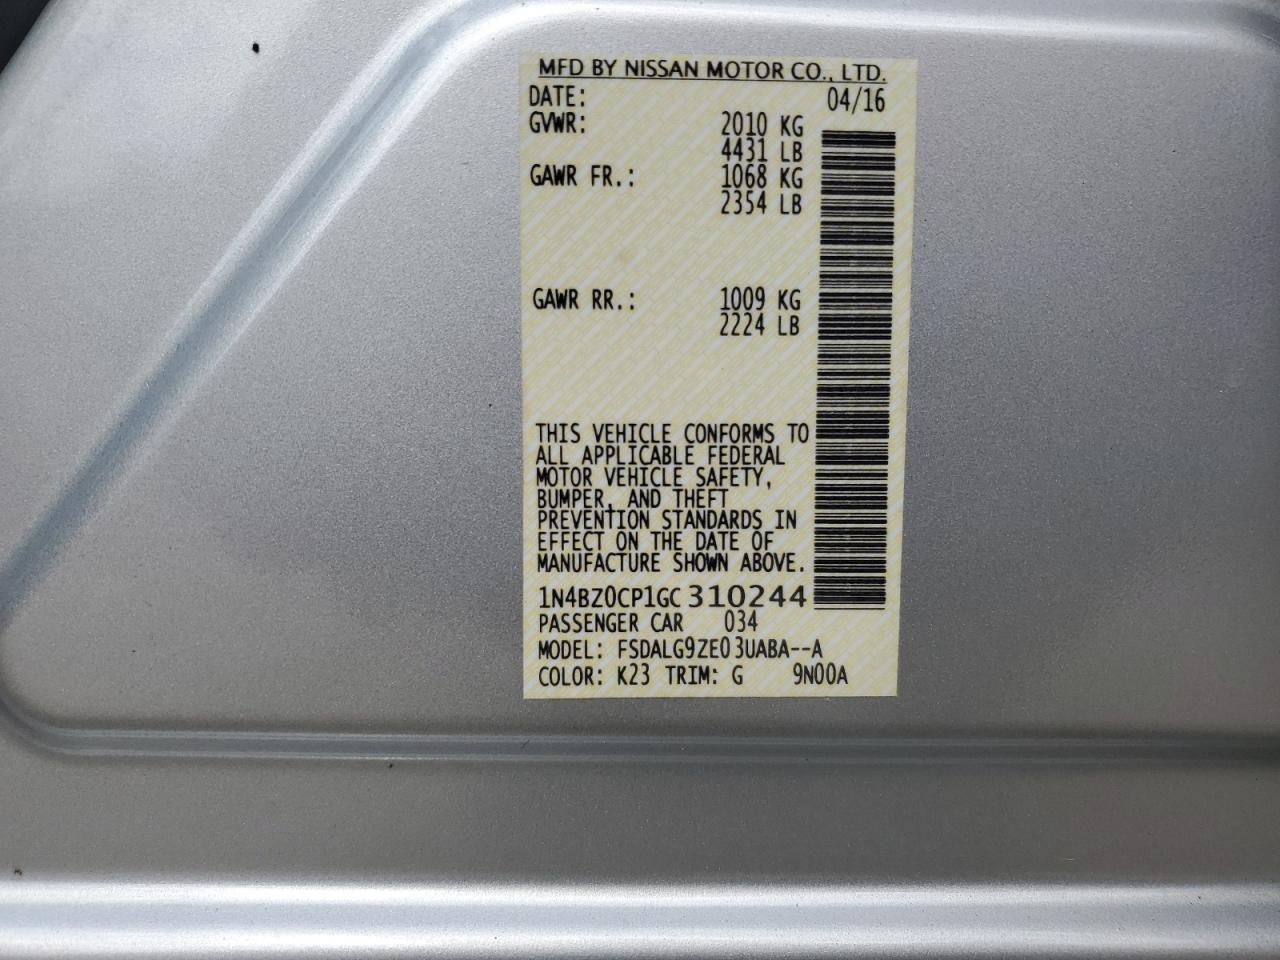 MFD BY NISSAN MOTOR CO., LTD.
DATE: 04/16
GVWR: 2010 KG
4431 LB
GAWR FR.: 1068 KG
2354 LB
GAWR RR.: 1009 KG
2224 LB
THIS VEHICLE CONFORMS TO
ALL APPLICABLE FEDERAL
MOTOR VEHICLE SAFETY,
BUMPER, AND THEFT
PREVENTION STANDARDS IN
EFFECT ON THE DATE OF
MANUFACTURE SHOWN ABOVE.
1N4BZ0CP1GC310244
PASSENGER CAR 034
MODEL: FSDALG9ZE03UABA--A
COLOR: K23 TRIM: G 9N00A